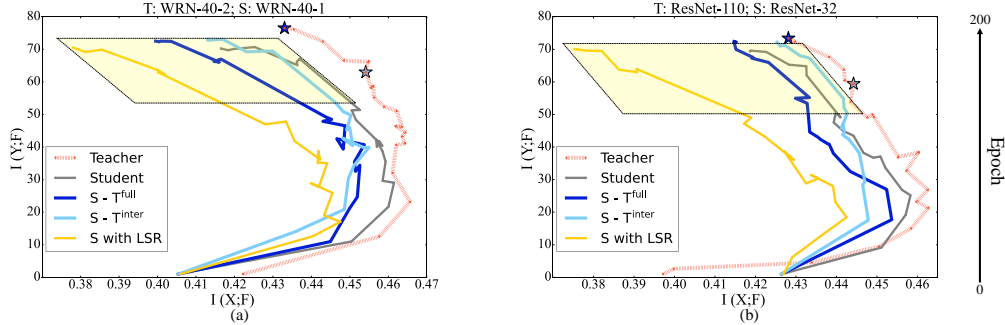 T: WRN-40-2; S: WRN-40-1
80
70
60
50
40
30
20
10
0
I (Y;F)
Teacher
Student
S - T^full
S - T^inter
S with LSR
0.38 0.39 0.40 0.41 0.42 0.43 0.44 0.45 0.46 0.47
I (X;F)
(a)
T: ResNet-110; S: ResNet-32
80
70
60
50
40
30
20
10
0
I (Y;F)
Teacher
Student
S - T^full
S - T^inter
S with LSR
0.38 0.39 0.40 0.41 0.42 0.43 0.44 0.45 0.46
I (X;F)
(b)
200
Epoch
0